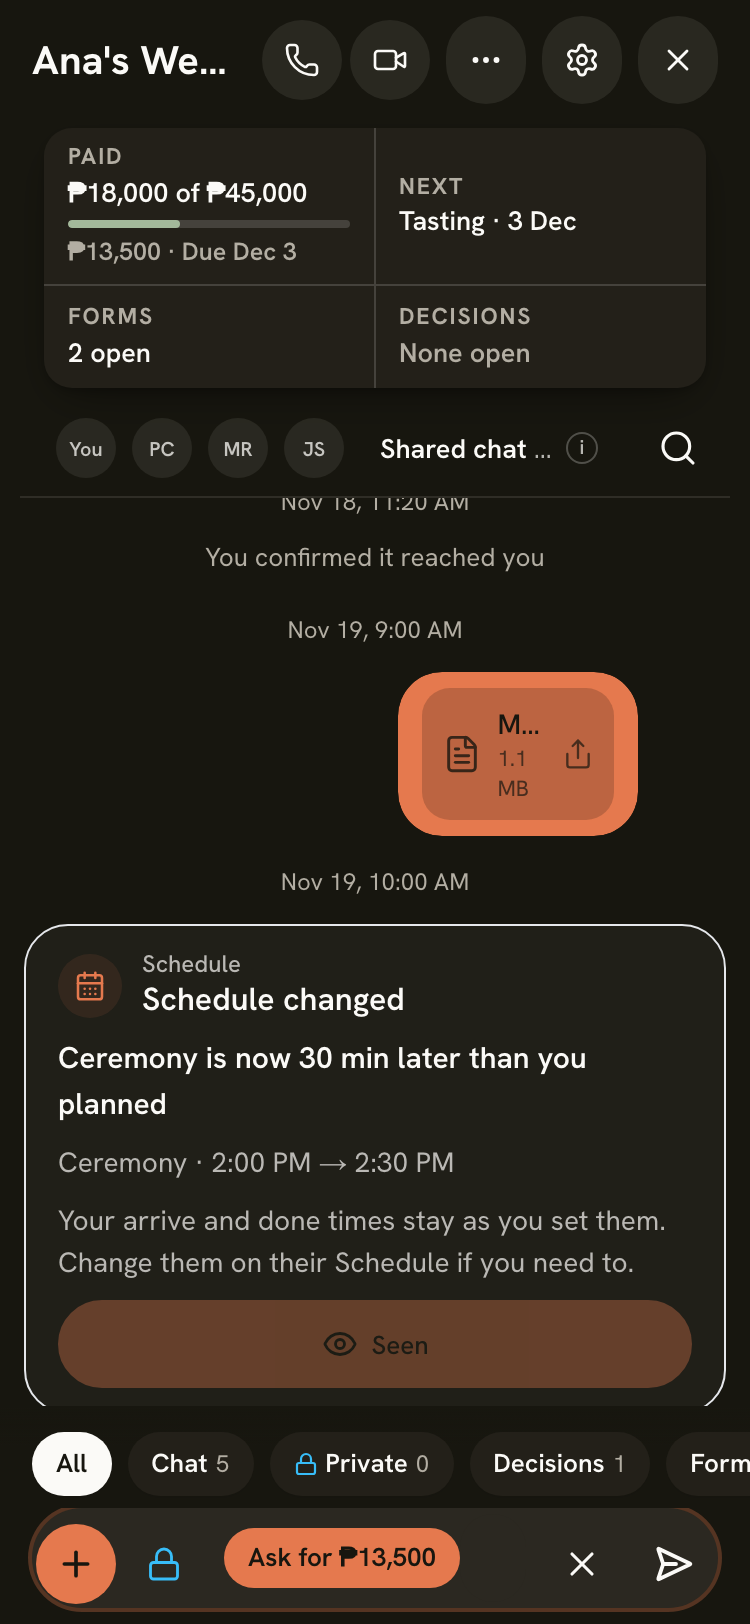 Ana's We...
PAID
₱18,000 of ₱45,000
₱13,500 · Due Dec 3
NEXT
Tasting · 3 Dec
FORMS
2 open
DECISIONS
None open
You
PC
MR
JS
Shared chat ...
i
Nov 18, 11:20 AM
You confirmed it reached you
Nov 19, 9:00 AM
M...
1.1
MB
Nov 19, 10:00 AM
Schedule
Schedule changed
Ceremony is now 30 min later than you
planned
Ceremony · 2:00 PM → 2:30 PM
Your arrive and done times stay as you set them.
Change them on their Schedule if you need to.
Seen
All
Chat 5
Private 0
Decisions 1
Form
Ask for ₱13,500